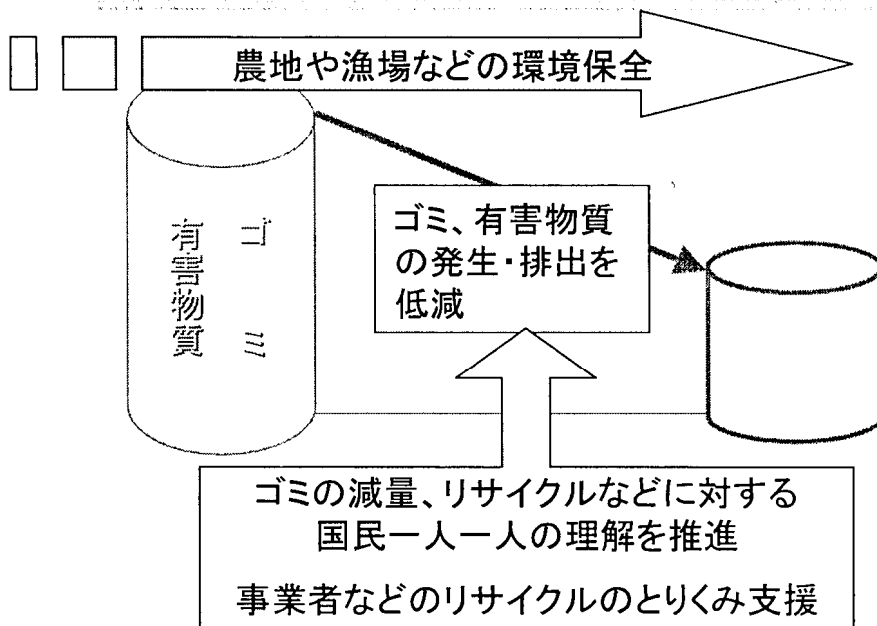 農地や漁場などの環境保全
ゴミ
有害物質
ゴミ、有害物質
の発生・排出を
低減
ゴミの減量、リサイクルなどに対する
国民一人一人の理解を推進
事業者などのリサイクルのとりくみ支援